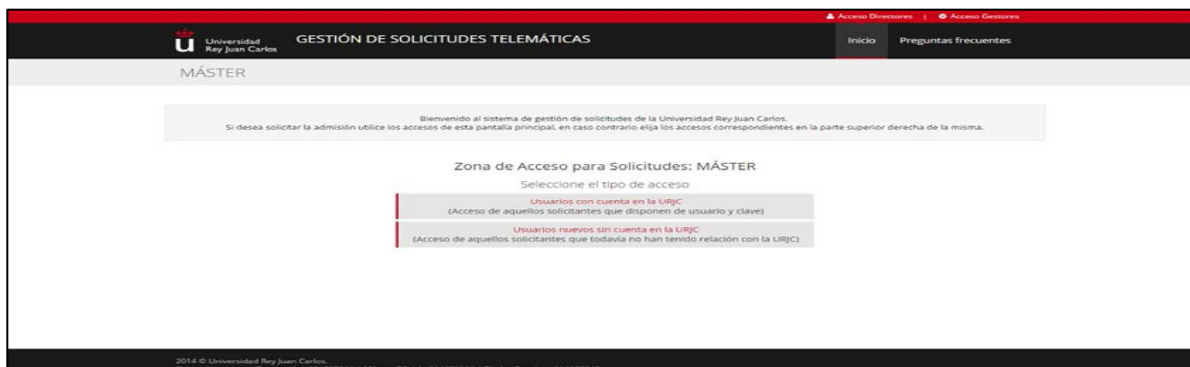 Acceso Directores | Acceso Gestores
Universidad
Rey Juan Carlos
GESTIÓN DE SOLICITUDES TELEMÁTICAS
Inicio Preguntas frecuentes
MÁSTER
Bienvenido al sistema de gestión de solicitudes de la Universidad Rey Juan Carlos.
Si desea solicitar la admisión utilice los accesos de esta pantalla principal, en caso contrario elija los accesos correspondientes en la parte superior derecha de la misma.
Zona de Acceso para Solicitudes: MÁSTER
Seleccione el tipo de acceso
Usuarios con cuenta en la URJC
(Acceso de aquellos solicitantes que disponen de usuario y clave)
Usuarios nuevos sin cuenta en la URJC
(Acceso de aquellos solicitantes que todavía no han tenido relación con la URJC)
2014 © Universidad Rey Juan Carlos.